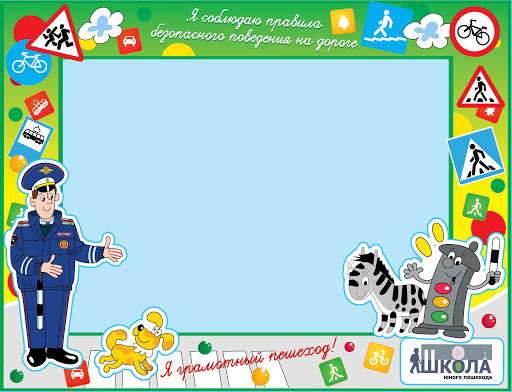 Я соблюдаю правила
безопасного поведения на дороге
Я грамотный пешеход!
ШКОЛА
юного пешехода